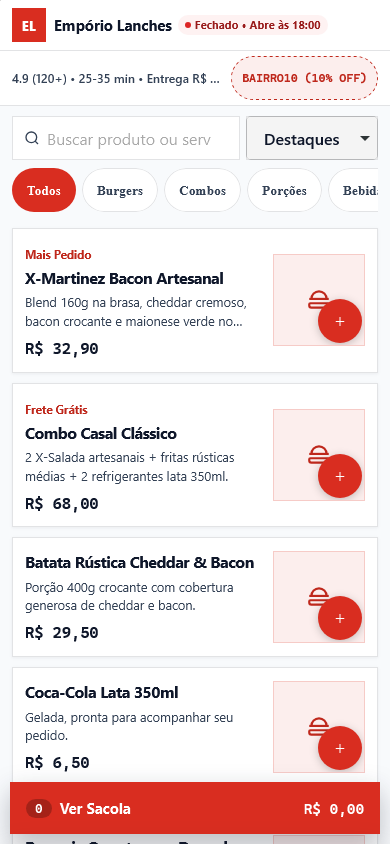 EL
Empório Lanches
Fechado • Abre às 18:00
4.9 (120+) • 25-35 min • Entrega R$ ...
BAIRRO10 (10% OFF)
Buscar produto ou serv
Destaques
Todos
Burgers
Combos
Porções
Bebid
Mais Pedido
X-Martinez Bacon Artesanal
Blend 160g na brasa, cheddar cremoso,
bacon crocante e maionese verde no...
R$ 32,90
+
Frete Grátis
Combo Casal Clássico
2 X-Salada artesanais + fritas rústicas
médias + 2 refrigerantes lata 350ml.
R$ 68,00
+
Batata Rústica Cheddar & Bacon
Porção 400g crocante com cobertura
generosa de cheddar e bacon.
R$ 29,50
+
Coca-Cola Lata 350ml
Gelada, pronta para acompanhar seu
pedido.
R$ 6,50
+
0
Ver Sacola
R$ 0,00